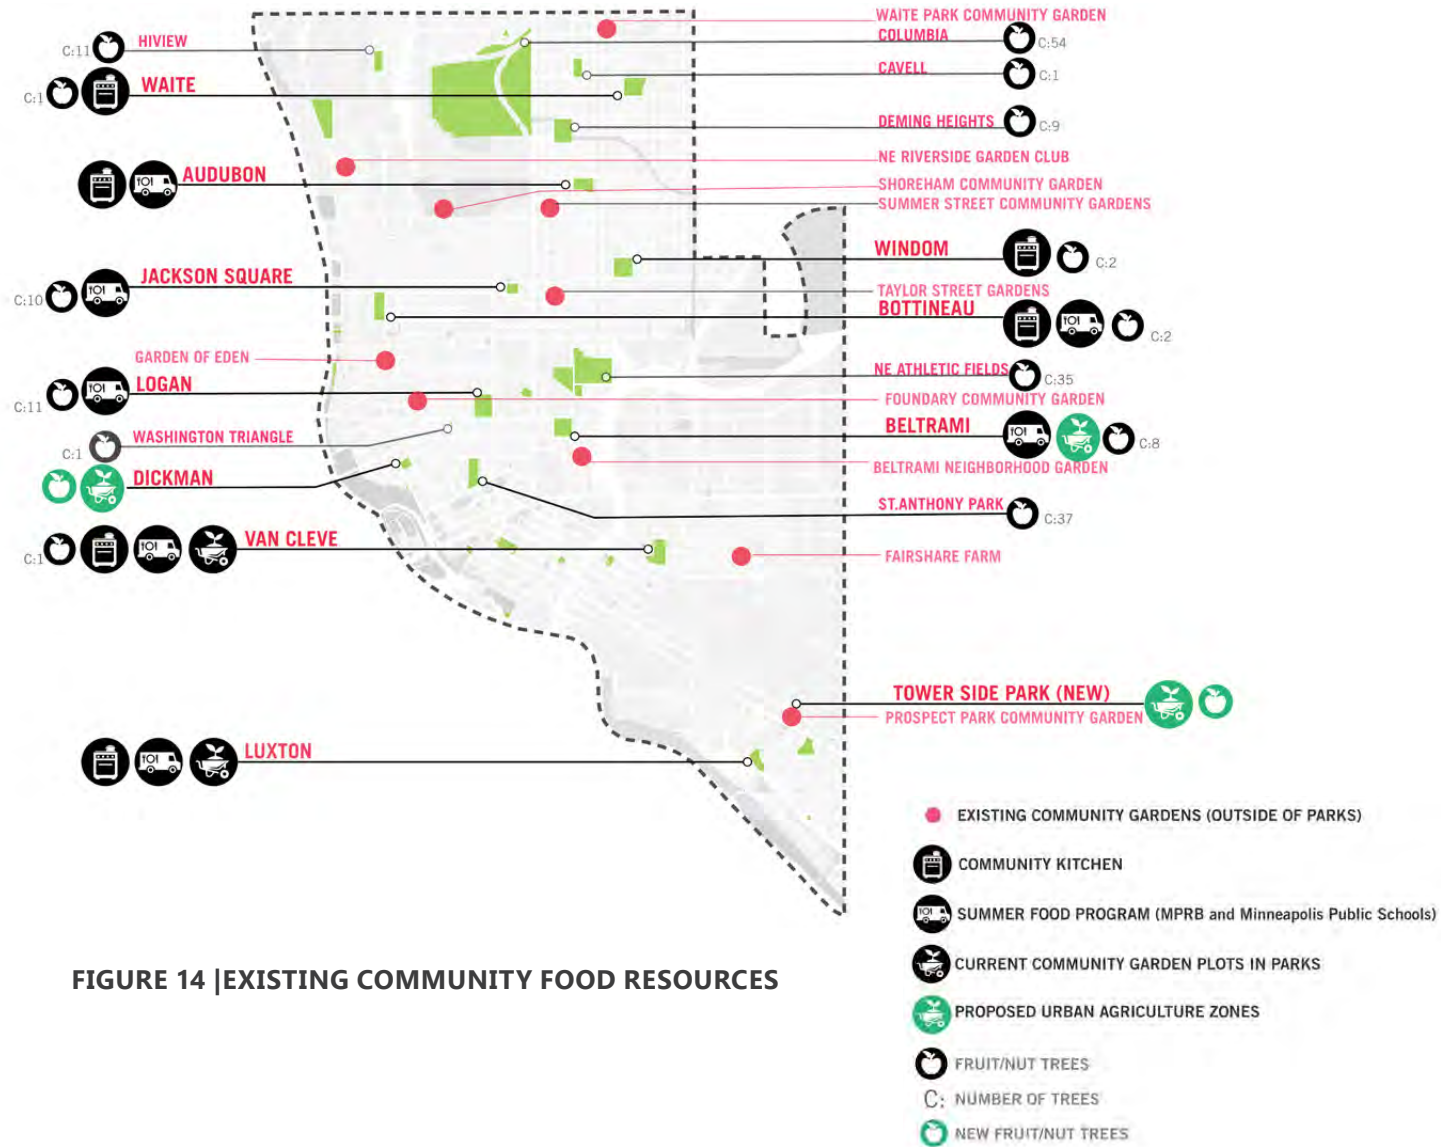 WAITE PARK COMMUNITY GARDEN
COLUMBIA
C:54
C:11
HIVIEW
CAVELL
C:1
C:1
WAITE
DEMING HEIGHTS
C:9
NE RIVERSIDE GARDEN CLUB
AUDUBON
SHOREHAM COMMUNITY GARDEN
SUMMER STREET COMMUNITY GARDENS
WINDOM
C:2
JACKSON SQUARE
C:10
TAYLOR STREET GARDENS
BOTTINEAU
C:2
GARDEN OF EDEN
NE ATHLETIC FIELDS
C:35
LOGAN
C:11
FOUNDARY COMMUNITY GARDEN
BELTRAMI
C:8
WASHINGTON TRIANGLE
C:1
BELTRAMI NEIGHBORHOOD GARDEN
DICKMAN
ST.ANTHONY PARK
C:37
VAN CLEVE
C:1
FAIRSHARE FARM
TOWER SIDE PARK (NEW)
PROSPECT PARK COMMUNITY GARDEN
LUXTON
EXISTING COMMUNITY GARDENS (OUTSIDE OF PARKS)
COMMUNITY KITCHEN
SUMMER FOOD PROGRAM (MPRB and Minneapolis Public Schools)
CURRENT COMMUNITY GARDEN PLOTS IN PARKS
PROPOSED URBAN AGRICULTURE ZONES
FRUIT/NUT TREES
C: NUMBER OF TREES
NEW FRUIT/NUT TREES
FIGURE 14 |EXISTING COMMUNITY FOOD RESOURCES